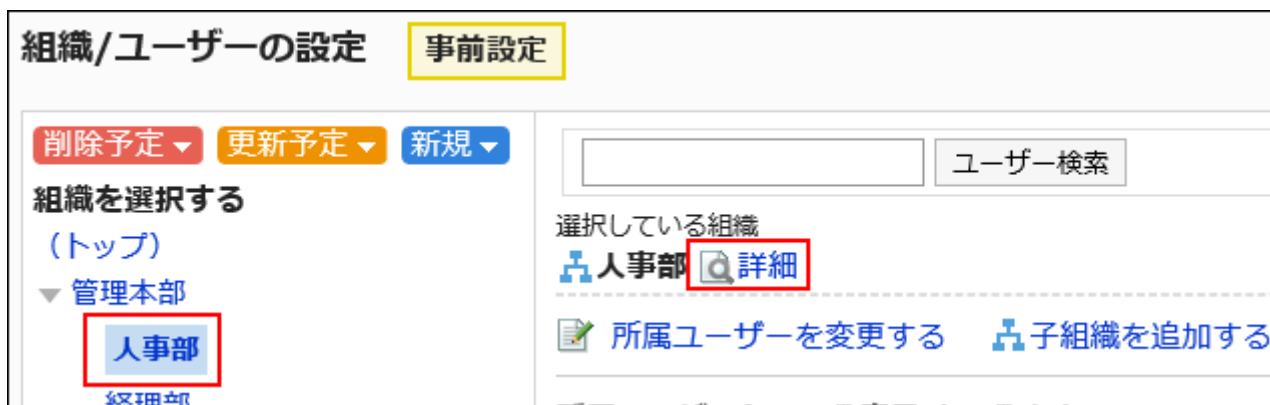 組織/ユーザーの設定 事前設定
削除予定 更新予定 新規
組織を選択する
(トップ)
管理本部
人事部
経理部
ユーザー検索
選択している組織
人事部 詳細
所属ユーザーを変更する 子組織を追加する